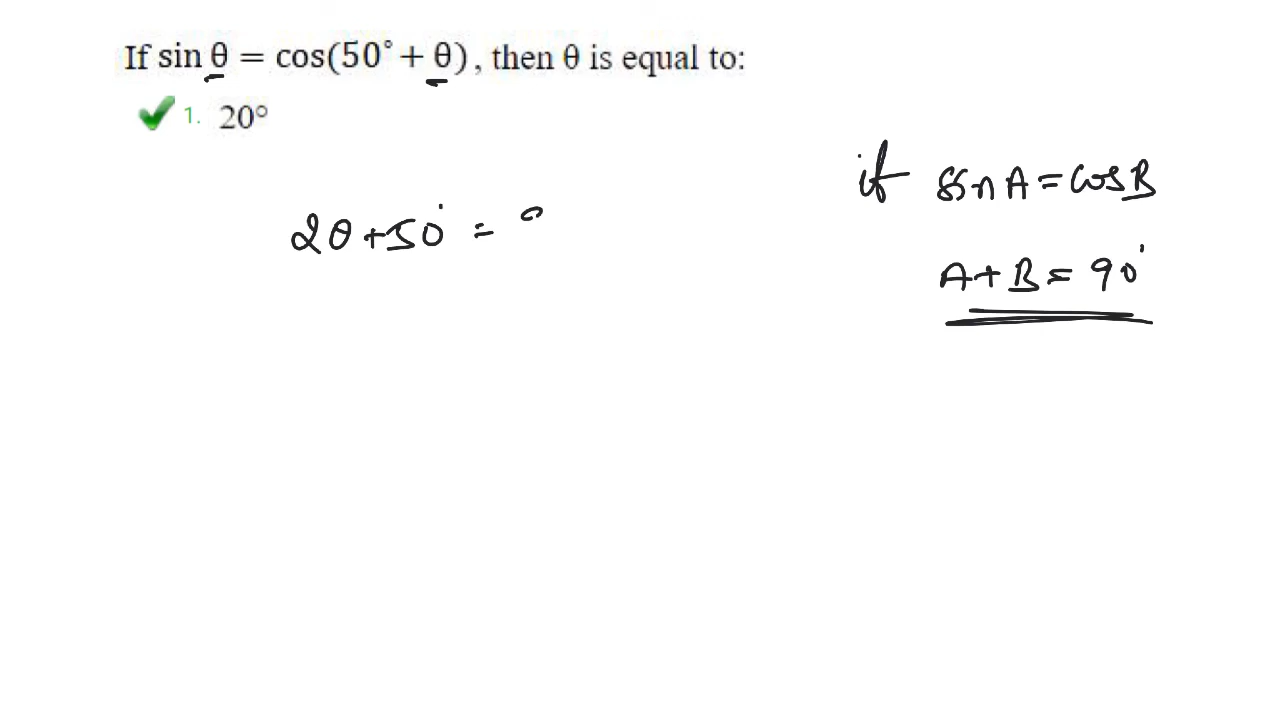 If sin θ = cos(50° + θ), then θ is equal to:
1. 20°
if sin A = cos B
2θ+50° =
A+B = 90°